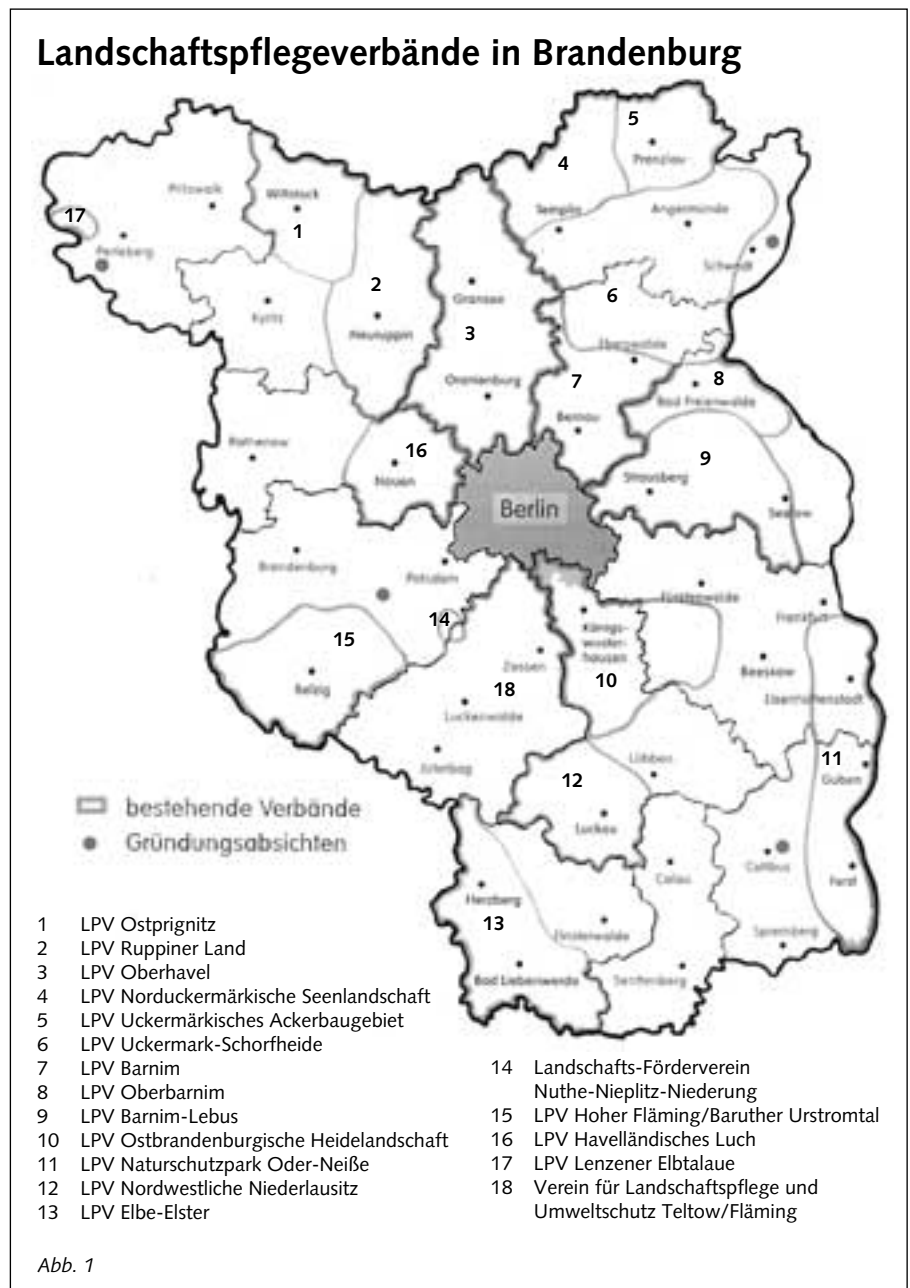 Landschaftspflegeverbände in Brandenburg
5
4
Prenzlau
Pritzwalk
Wittstock
17
1
Templin
Angermünde
Perleberg
Schwedt
2
6
Gransee
Kyritz
Neuruppin
3
Eberswalde
Oranienburg
7
8
Bad Freienwalde
Bernau
Rathenow
16
9
Nauen
Strausberg
Berlin
Seelow
Brandenburg
Potsdam
Fürstenwalde
Frankfurt
14
Königs-
wuster-
hausen
15
Zossen
Beeskow
Belzig
18
10
Eisenhüttenstadt
Luckenwalde
11
Jüterbog
Lübben
Guben
12
bestehende Verbände
Luckau
Gründungsabsichten
Calau
Cottbus
Forst
Herzberg
13
Finsterwalde
Spremberg
Bad Liebenwerda
Senftenberg
1 LPV Ostprignitz
2 LPV Ruppiner Land
3 LPV Oberhavel
4 LPV Norduckermärkische Seenlandschaft
5 LPV Uckermärkisches Ackerbaugebiet
6 LPV Uckermark-Schorfheide
7 LPV Barnim
8 LPV Oberbarnim
9 LPV Barnim-Lebus
10 LPV Ostbrandenburgische Heidelandschaft
11 LPV Naturschutzpark Oder-Neiße
12 LPV Nordwestliche Niederlausitz
13 LPV Elbe-Elster
14 Landschafts-Förderverein
Nuthe-Nieplitz-Niederung
15 LPV Hoher Fläming/Baruther Urstromtal
16 LPV Havelländisches Luch
17 LPV Lenzener Elbtalaue
18 Verein für Landschaftspflege und
Umweltschutz Teltow/Fläming
Abb. 1